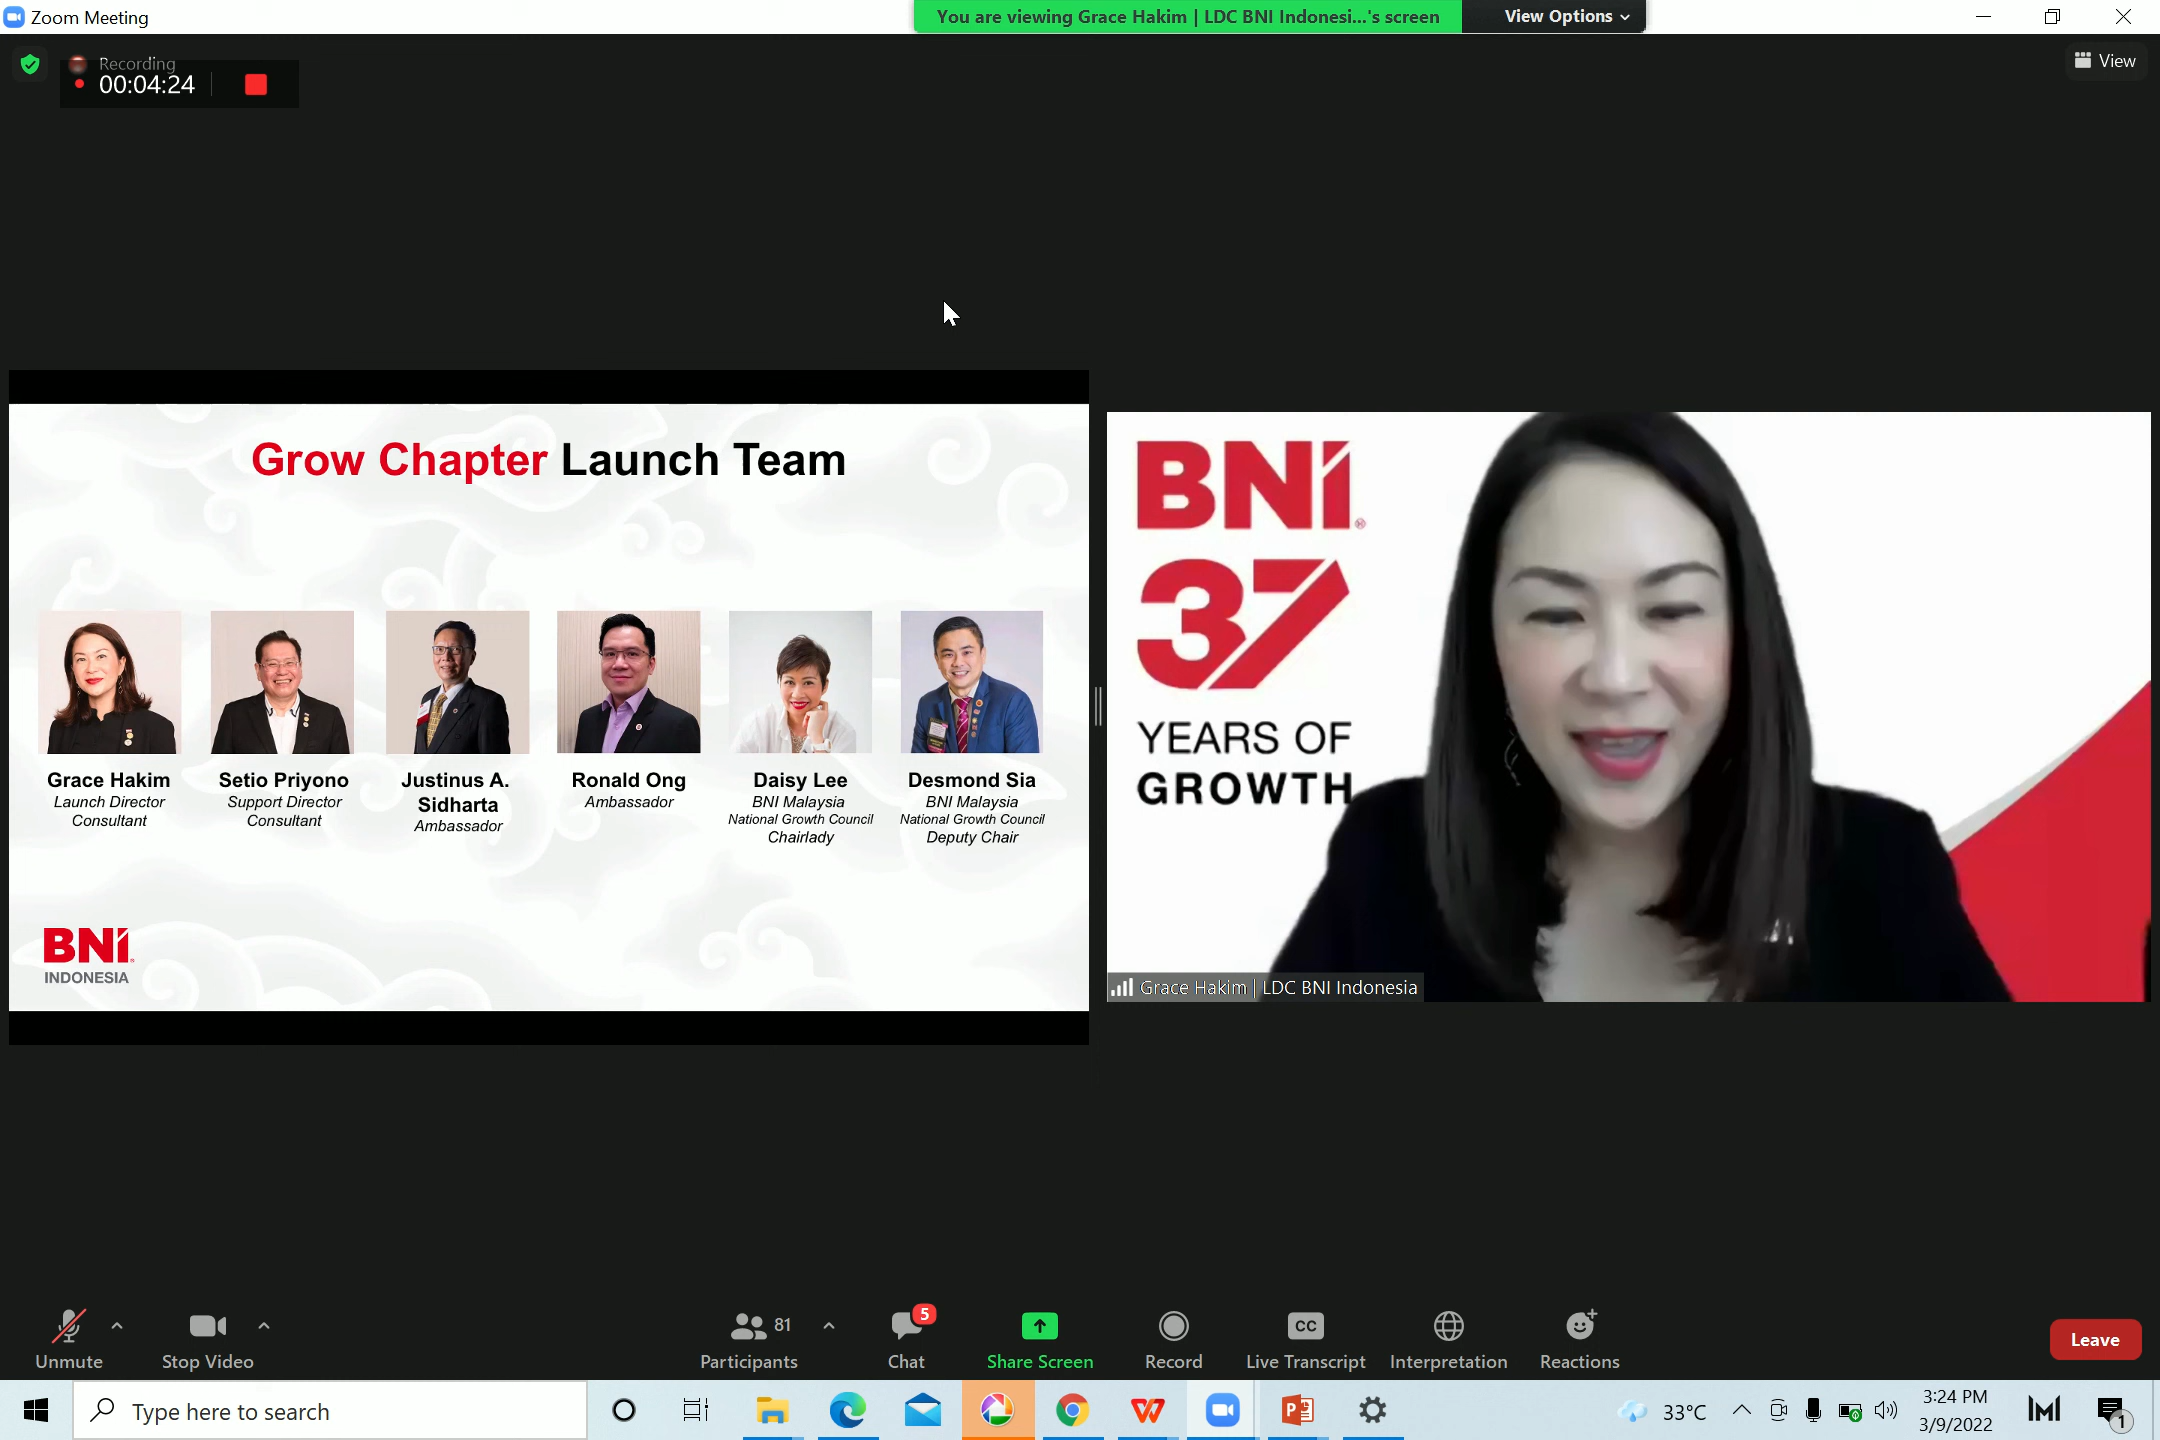 Zoom Meeting
You are viewing Grace Hakim | LDC BNI Indonesi...'s screen
View Options
Recording
00:04:24
View
Grow Chapter Launch Team
Grace Hakim
Launch Director
Consultant
Setio Priyono
Support Director
Consultant
Justinus A.
Sidharta
Ambassador
Ronald Ong
Ambassador
Daisy Lee
BNI Malaysia
National Growth Council
Chairlady
Desmond Sia
BNI Malaysia
National Growth Council
Deputy Chair
BNI
INDONESIA
BNI®
37
YEARS OF
GROWTH
Grace Hakim | LDC BNI Indonesia
Unmute
Stop Video
81
Participants
5
Chat
Share Screen
Record
CC
Live Transcript
Interpretation
Reactions
Leave
Type here to search
33°C
3:24 PM
3/9/2022
1